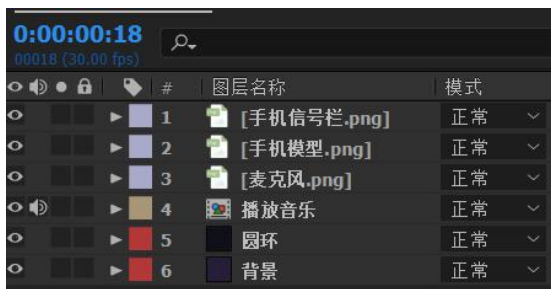 0:00:00:18
00018 (30.00 fps)
# 图层名称 模式
1 [手机信号栏.png] 正常
2 [手机模型.png] 正常
3 [麦克风.png] 正常
4 播放音乐 正常
5 圆环 正常
6 背景 正常